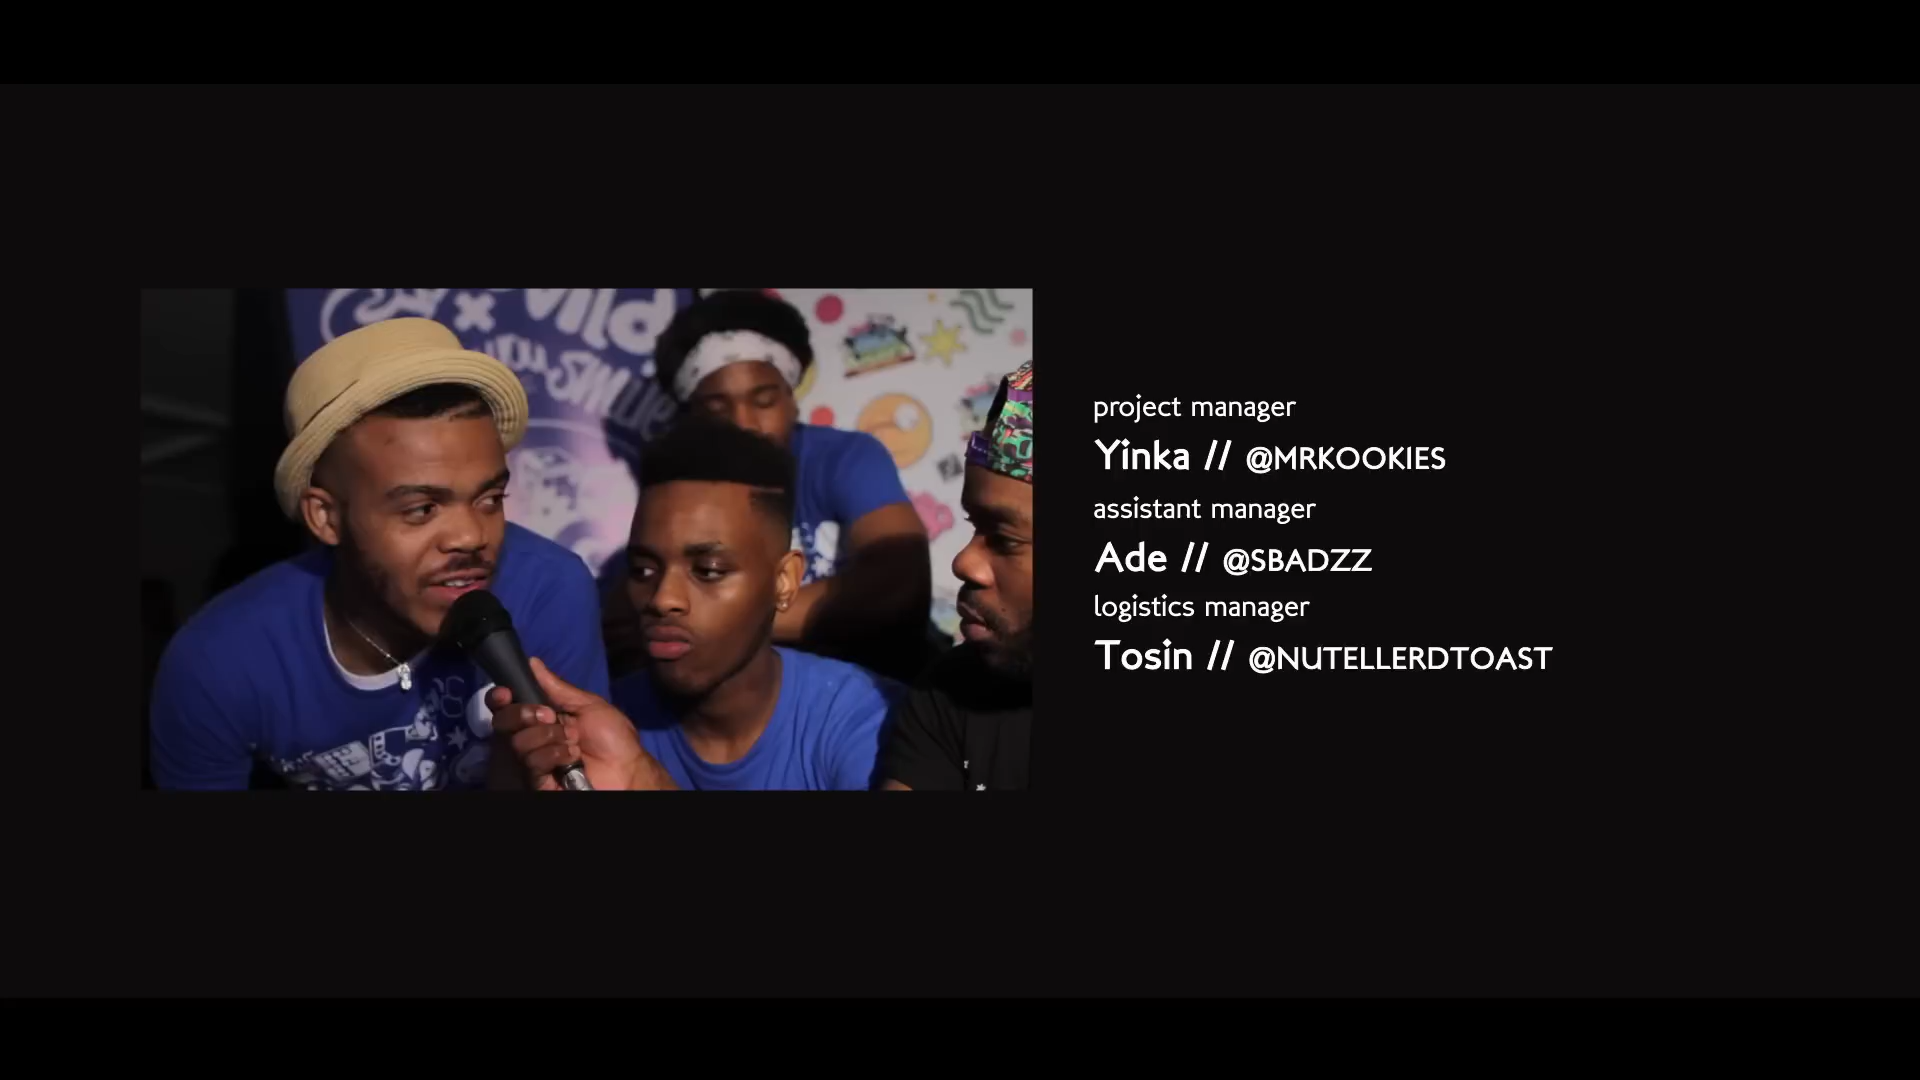 project manager
Yinka // @MRKOOKIES
assistant manager
Ade // @SBADZZ
logistics manager
Tosin // @NUTELLERDTOAST